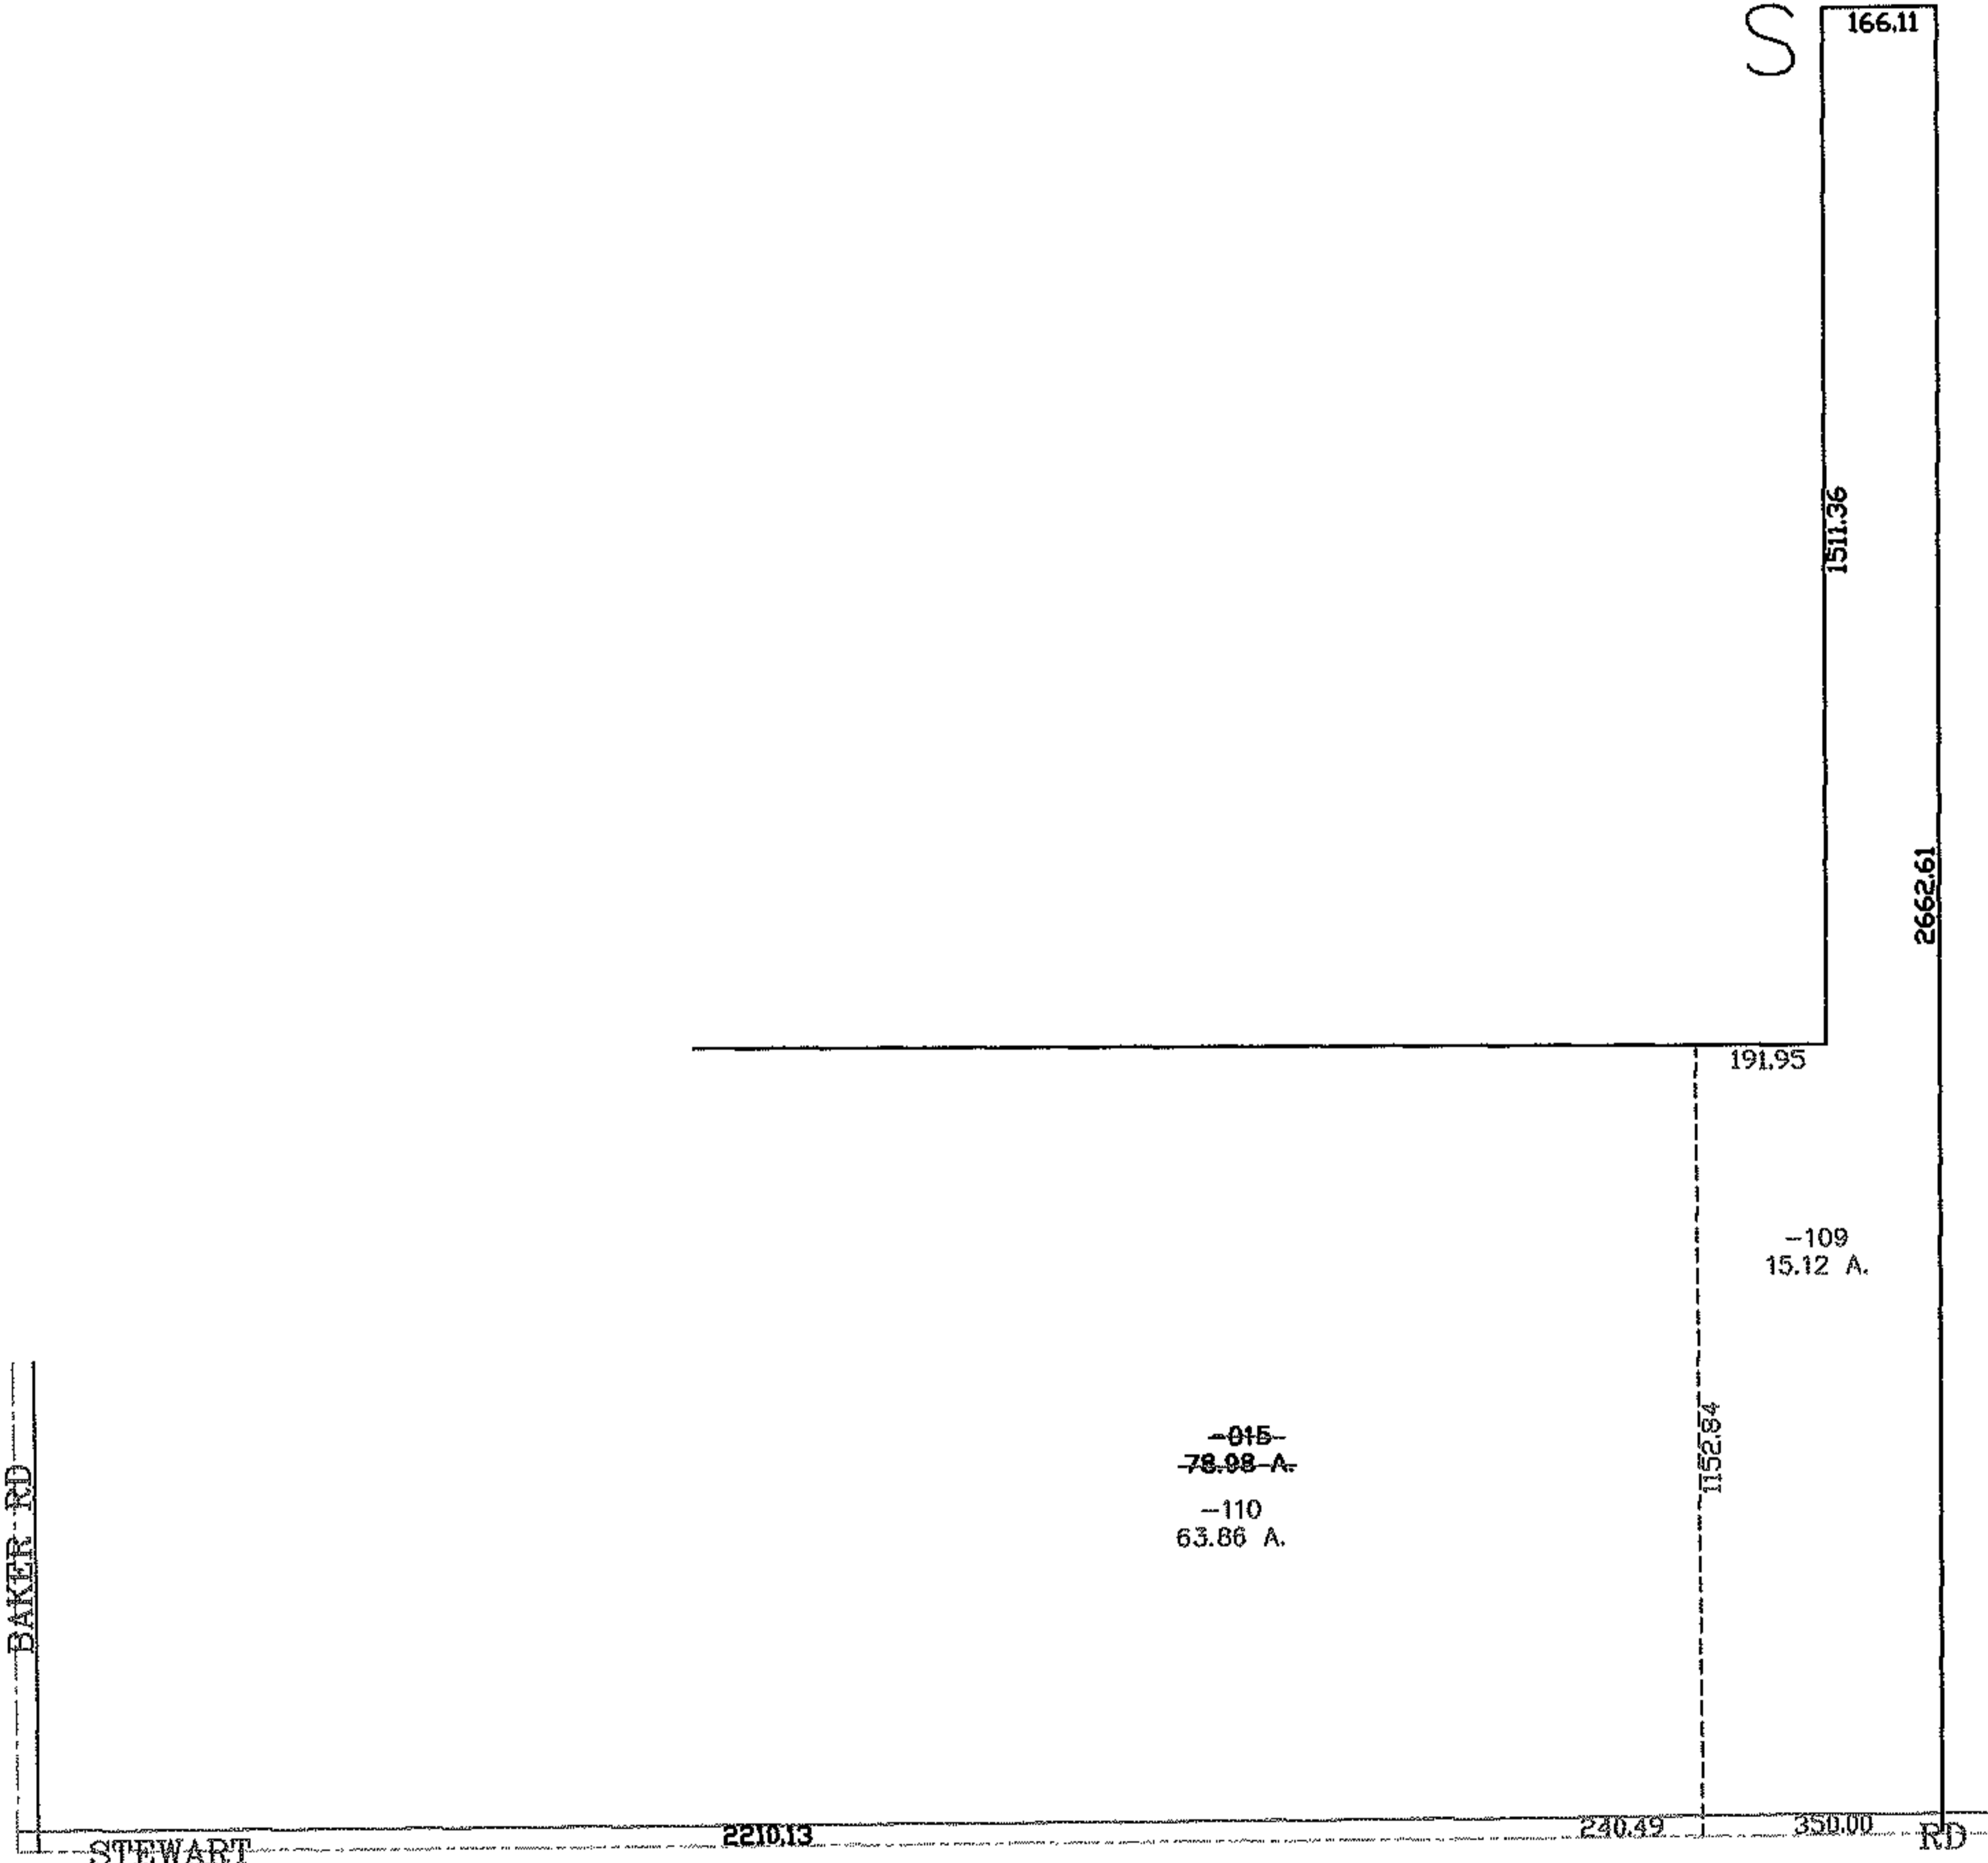 S
166.11
1511.36
2662.61
191.95
-109
15.12 A.
-015
78.98 A.
-110
63.86 A.
1152.84
BAKER RD
2210.13
240.49
350.00
STEWART RD